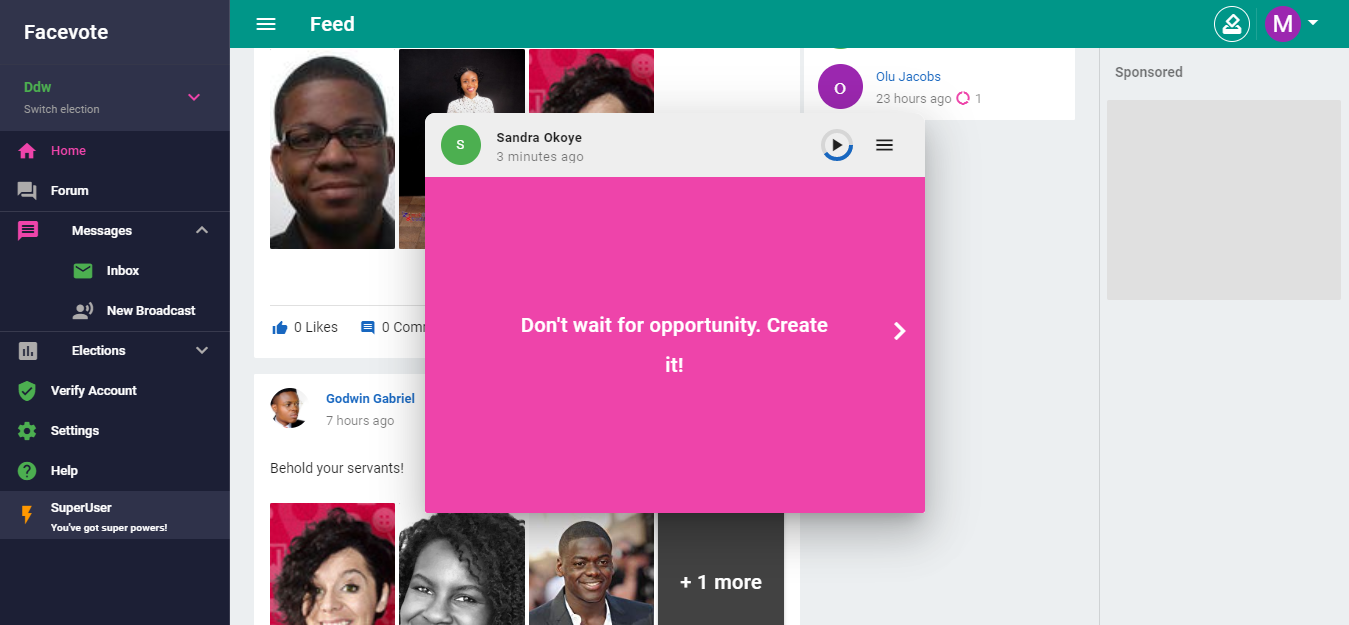 Facevote
Feed
M
Ddw
Switch election
Home
Forum
Messages
Inbox
New Broadcast
Elections
Verify Account
Settings
Help
SuperUser
You've got super powers!
O
Olu Jacobs
23 hours ago 1
Sponsored
S
Sandra Okoye
3 minutes ago
Don't wait for opportunity. Create
it!
0 Likes
0 Comm
Godwin Gabriel
7 hours ago
Behold your servants!
+ 1 more